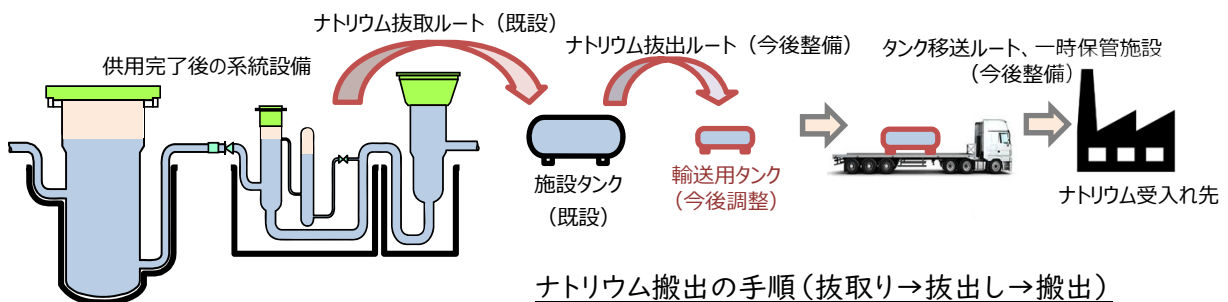 ナトリウム抜取ルート（既設）
供用完了後の系統設備
ナトリウム抜出ルート（今後整備）
タンク移送ルート、一時保管施設
（今後整備）
施設タンク
（既設）
輸送用タンク
（今後調整）
ナトリウム受入れ先
ナトリウム搬出の手順（抜取り→抜出し→搬出）